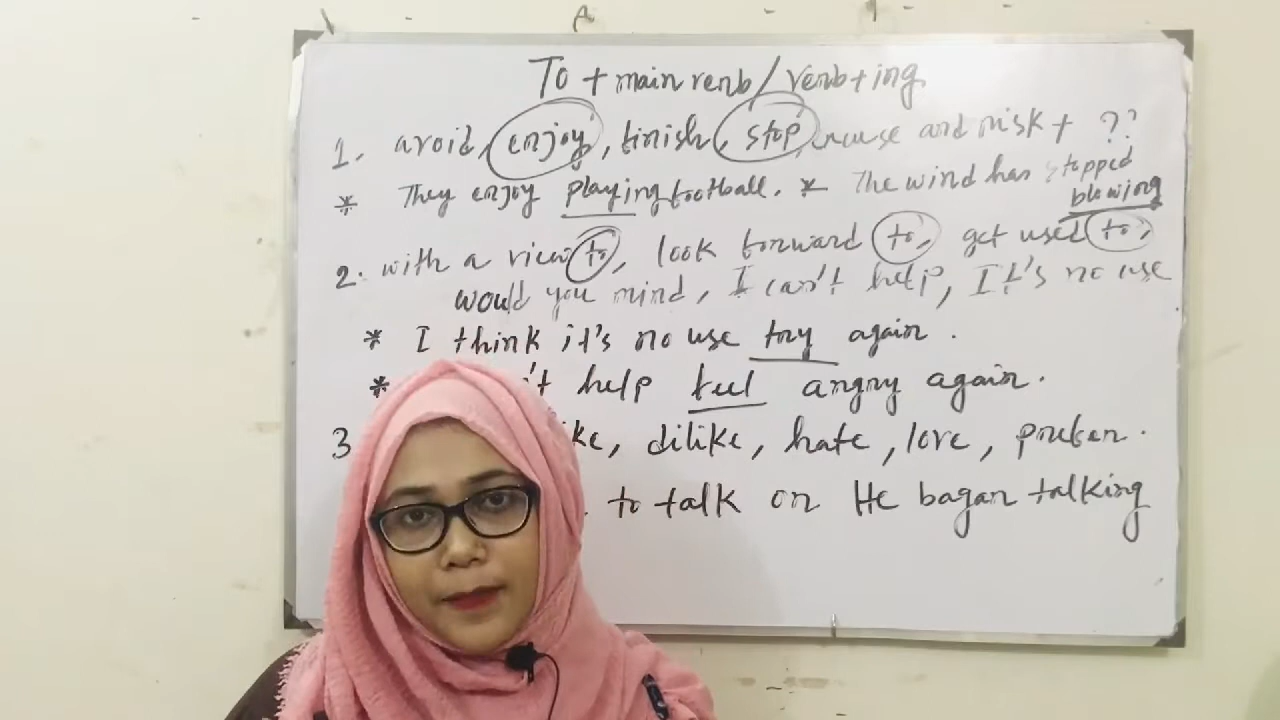 To + main verb / verb + ing
1. avoid, enjoy, finish, stop, and risk + ??
* They enjoy playing football. * The wind has stopped
blowing
2. with a view to, look forward to, get used to,
would you mind, I can't help, It's no use
* I think it's no use try again.
* 't help feel angry again.
3 ike, dilike, hate, love, prefer.
to talk or He bagan talking